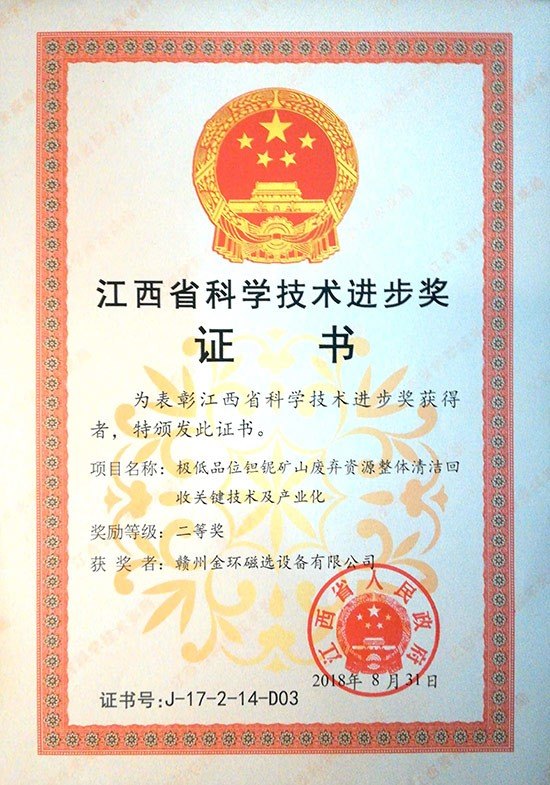 江西省科学技术进步奖
证 书
为表彰江西省科学技术进步奖获得
者，特颁发此证书。
项目名称：极低品位钽铌矿山废弃资源整体清洁回
收关键技术及产业化
奖励等级：二等奖
获 奖 者：赣州金环磁选设备有限公司
江西省人民政府
2018年 8 月31日
证书号:J-17-2-14-D03